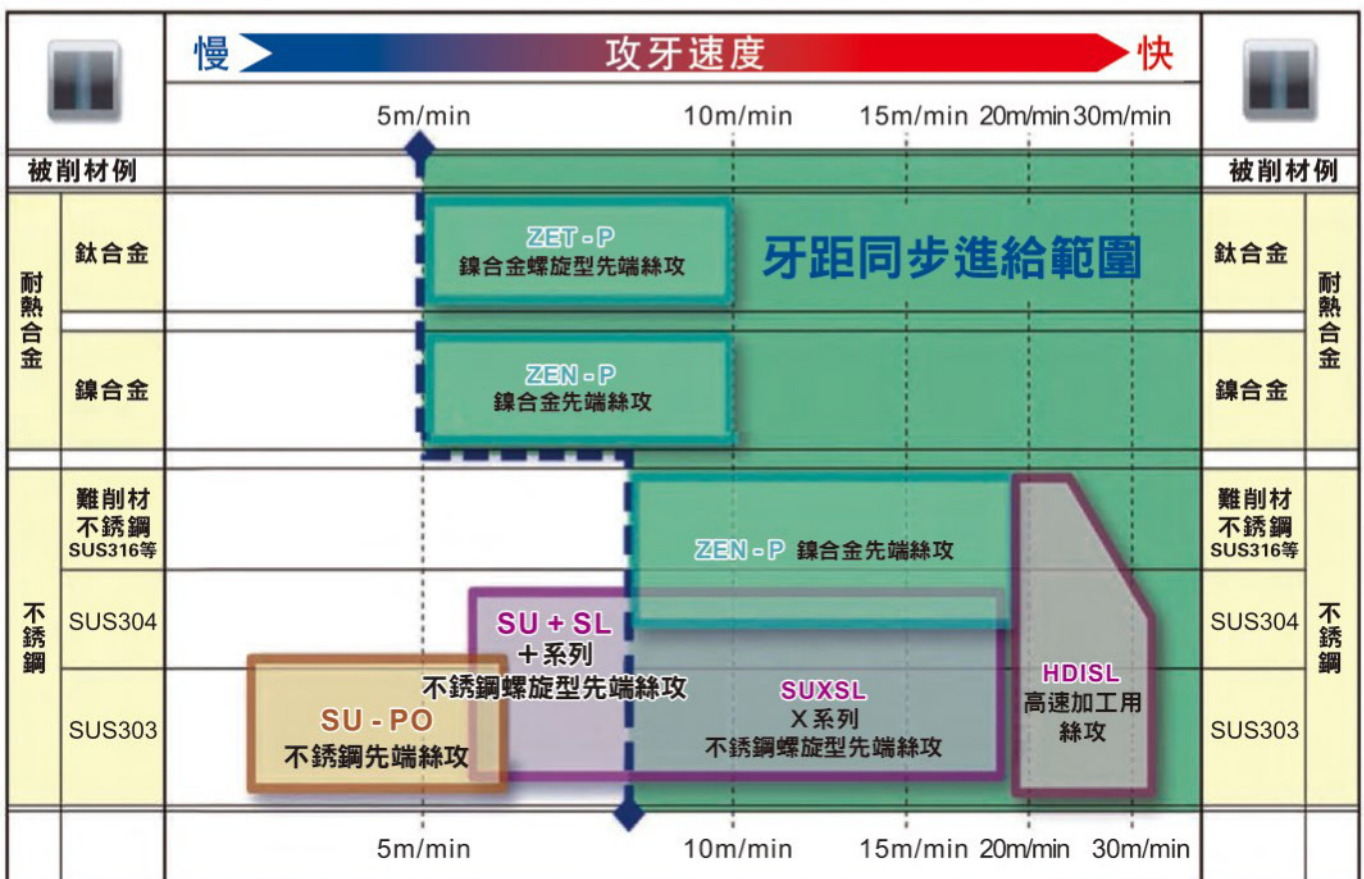 慢 攻牙速度 快
5m/min 10m/min 15m/min 20m/min 30m/min
被削材例 被削材例
耐熱合金
鈦合金
ZET - P
鎳合金螺旋型先端絲攻
牙距同步進給範圍
鈦合金
耐熱合金
鎳合金
ZEN - P
鎳合金先端絲攻
鎳合金
不銹鋼
難削材
不銹鋼
SUS316等
ZEN - P 鎳合金先端絲攻
難削材
不銹鋼
SUS316等
不銹鋼
SUS304
SU + SL
+系列
不銹鋼螺旋型先端絲攻
SUS304
SUS303
SU - PO
不銹鋼先端絲攻
SUXSL
X系列
不銹鋼螺旋型先端絲攻
HDISL
高速加工用
絲攻
SUS303
5m/min 10m/min 15m/min 20m/min 30m/min